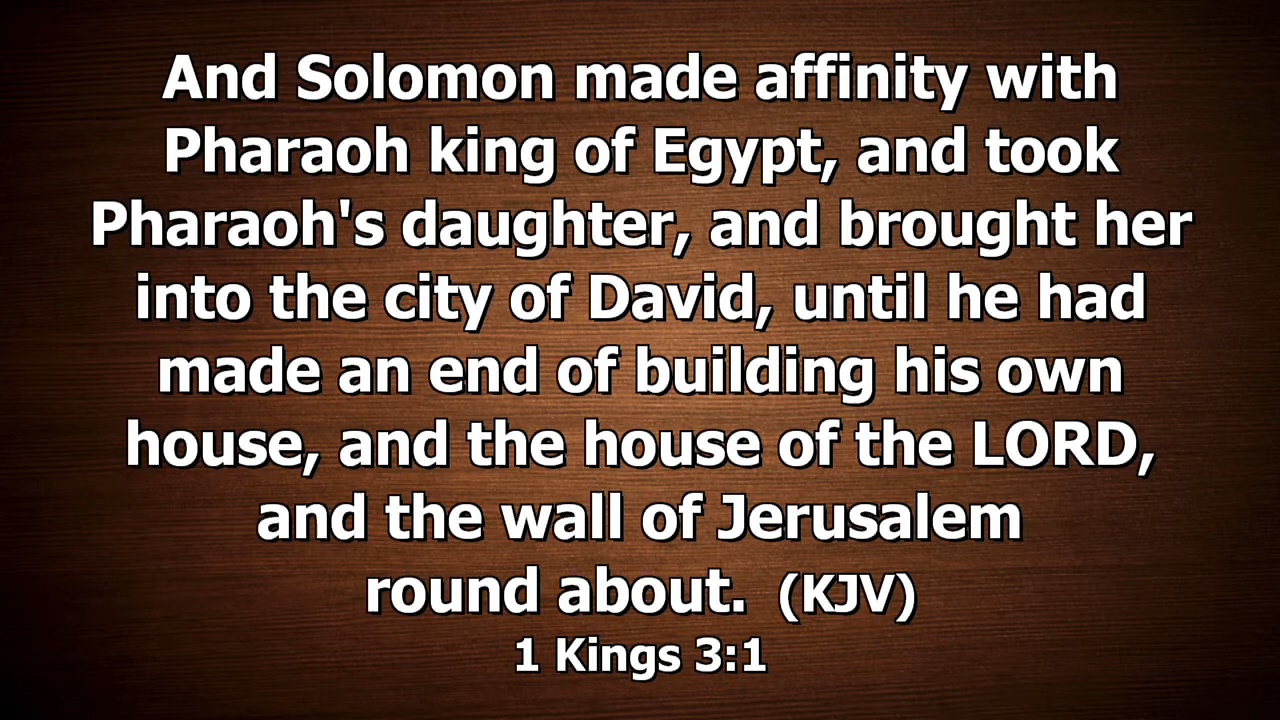 And Solomon made affinity with
Pharaoh king of Egypt, and took
Pharaoh's daughter, and brought her
into the city of David, until he had
made an end of building his own
house, and the house of the LORD,
and the wall of Jerusalem
round about. (KJV)
1 Kings 3:1